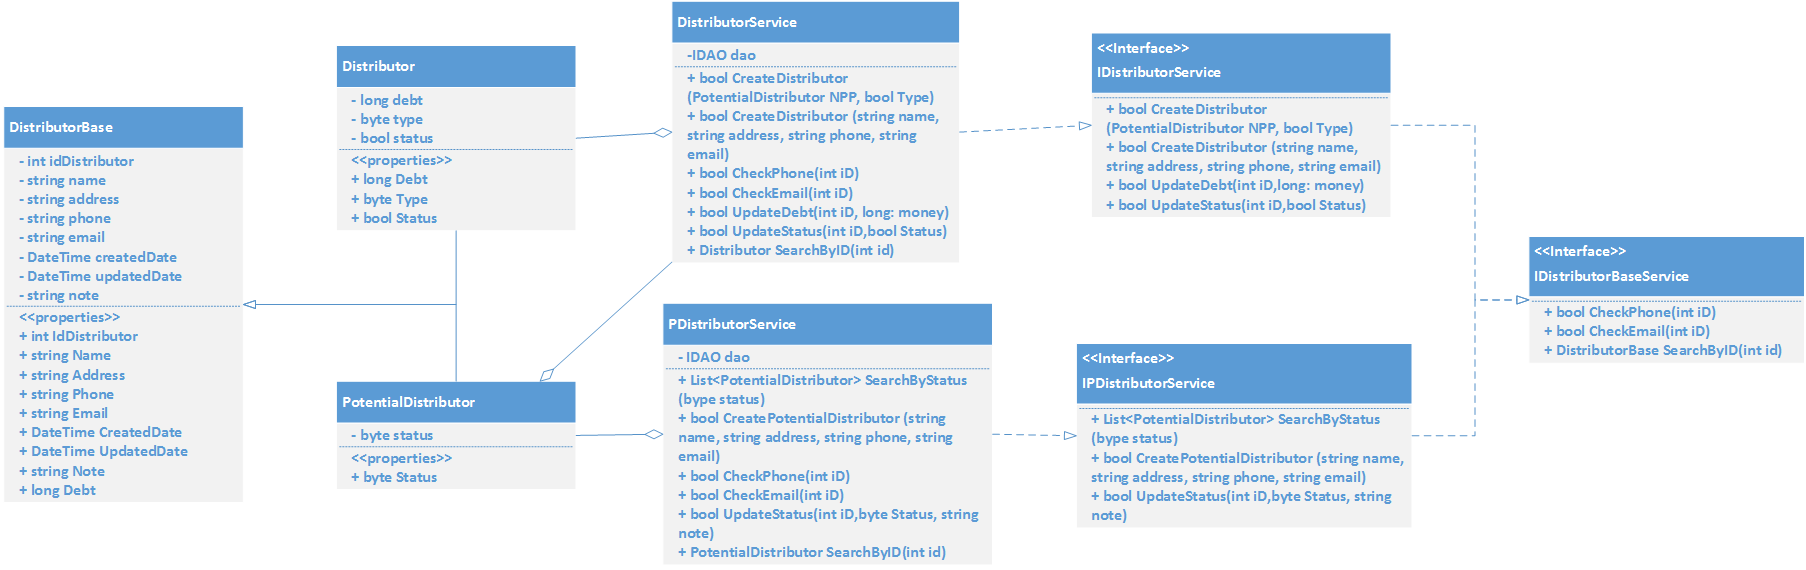 DistributorBase
- int idDistributor
- string name
- string address
- string phone
- string email
- DateTime createdDate
- DateTime updatedDate
- string note
<<properties>>
+ int IdDistributor
+ string Name
+ string Address
+ string Phone
+ string Email
+ DateTime CreatedDate
+ DateTime UpdatedDate
+ string Note
+ long Debt
Distributor
- long debt
- byte type
- bool status
<<properties>>
+ long Debt
+ byte Type
+ bool Status
PotentialDistributor
- byte status
<<properties>>
+ byte Status
DistributorService
-IDAO dao
+ bool CreateDistributor
(PotentialDistributor NPP, bool Type)
+ bool CreateDistributor (string name,
string address, string phone, string
email)
+ bool CheckPhone(int iD)
+ bool CheckEmail(int iD)
+ bool UpdateDebt(int iD, long: money)
+ bool UpdateStatus(int iD,bool Status)
+ Distributor SearchByID(int id)
PDistributorService
- IDAO dao
+ List<PotentialDistributor> SearchByStatus
(bype status)
+ bool CreatePotentialDistributor (string
name, string address, string phone, string
email)
+ bool CheckPhone(int iD)
+ bool CheckEmail(int iD)
+ bool UpdateStatus(int iD,byte Status, string
note)
+ PotentialDistributor SearchByID(int id)
<<Interface>>
IDistributorService
+ bool CreateDistributor
(PotentialDistributor NPP, bool Type)
+ bool CreateDistributor (string name,
string address, string phone, string email)
+ bool UpdateDebt(int iD,long: money)
+ bool UpdateStatus(int iD,bool Status)
<<Interface>>
IPDistributorService
+ List<PotentialDistributor> SearchByStatus
(bype status)
+ bool CreatePotentialDistributor (string name,
string address, string phone, string email)
+ bool UpdateStatus(int iD,byte Status, string
note)
<<Interface>>
IDistributorBaseService
+ bool CheckPhone(int iD)
+ bool CheckEmail(int iD)
+ DistributorBase SearchByID(int id)